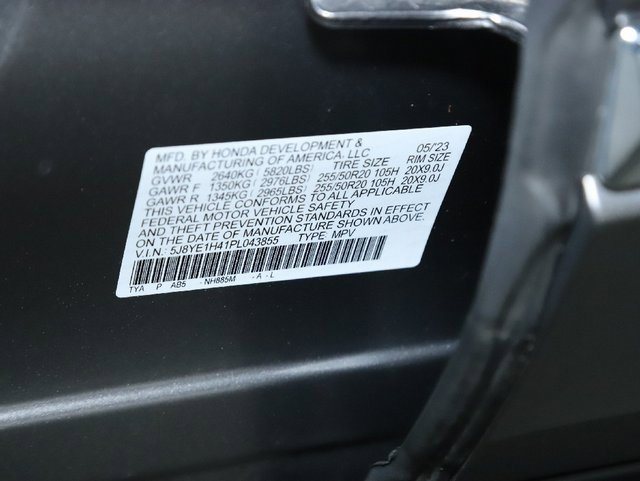 MFD. BY HONDA DEVELOPMENT & 05/23
MANUFACTURING OF AMERICA, LLC TIRE SIZE RIM SIZE
GVWR 2640KG( 5820LBS) 255/50R20 105H 20X9.0J
GAWR F 1350KG( 2976LBS) 255/50R20 105H 20X9.0J
GAWR R 1345KG( 2965LBS)
THIS VEHICLE CONFORMS TO ALL APPLICABLE
FEDERAL MOTOR VEHICLE SAFETY
AND THEFT PREVENTION STANDARDS IN EFFECT
ON THE DATE OF MANUFACTURE SHOWN ABOVE.
V.I.N.: 5J8YE1H41PL043855 TYPE: MPV
TYA P AB5 - NH885M - A - L